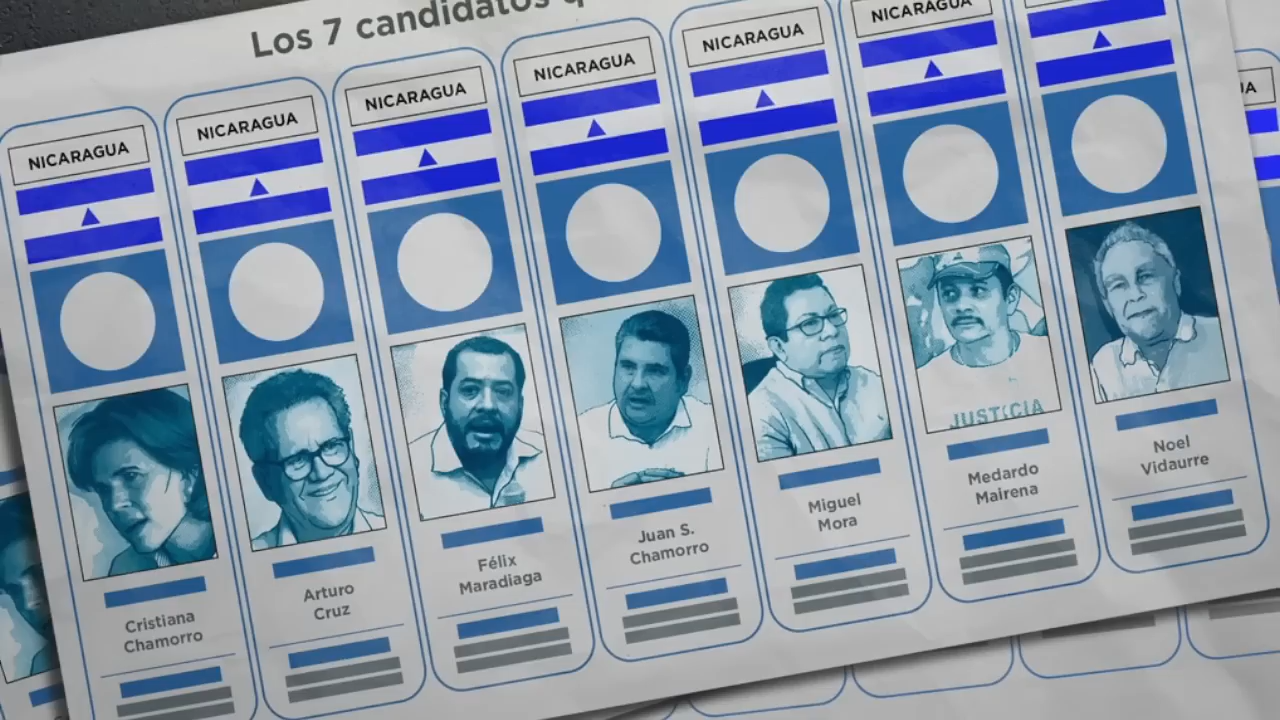 Los 7 candidatos
NICARAGUA
NICARAGUA
NICARAGUA
NICARAGUA
NICARAGUA
NICARAGUA
Cristiana
Chamorro
Arturo
Cruz
Félix
Maradiaga
Juan S.
Chamorro
Miguel
Mora
JUSTICIA
Medardo
Mairena
Noel
Vidaurre